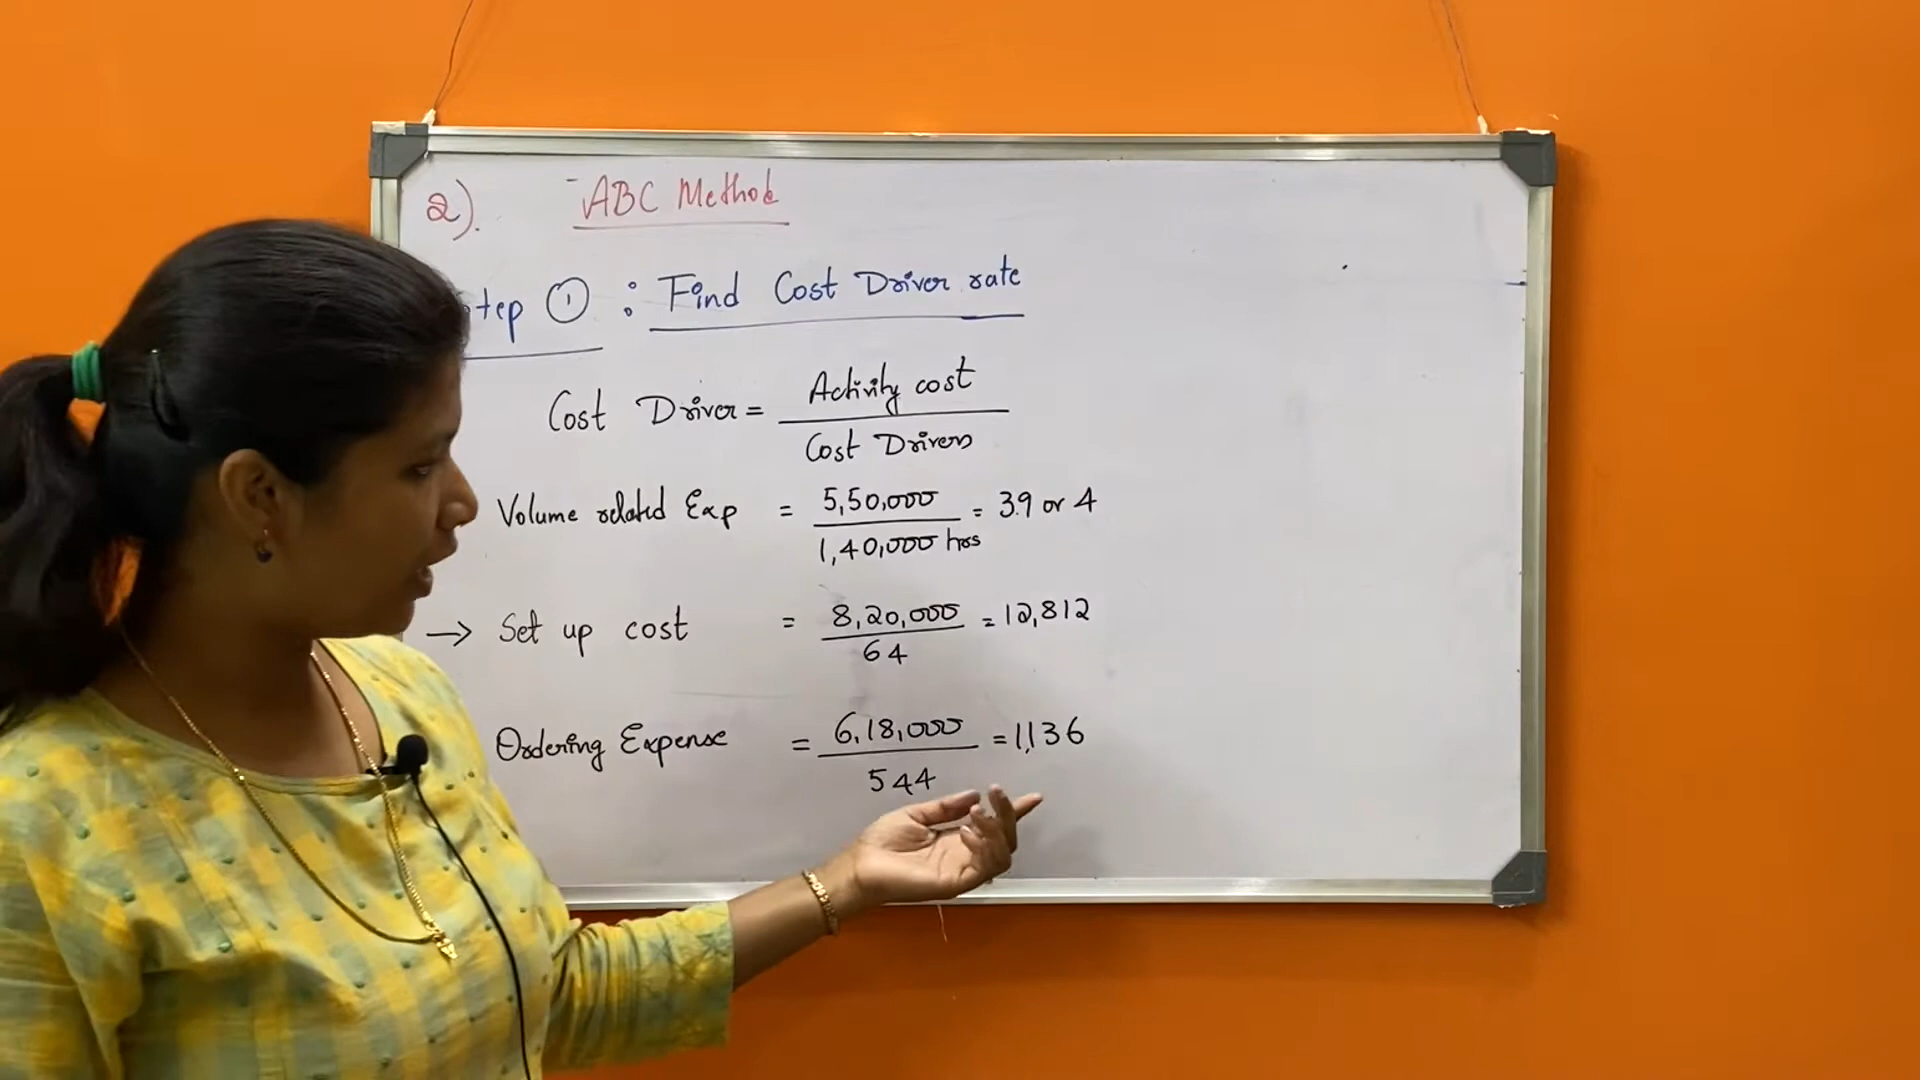 2). ABC Method
Step ① : Find Cost Driver rate
Cost Driver = Activity cost
Cost Drivers
Volume related Exp = 5,50,000 = 3.9 or 4
1,40,000 hrs
→ Set up cost = 8,20,000 = 12,812
64
Ordering Expense = 6,18,000 = 1,136
544